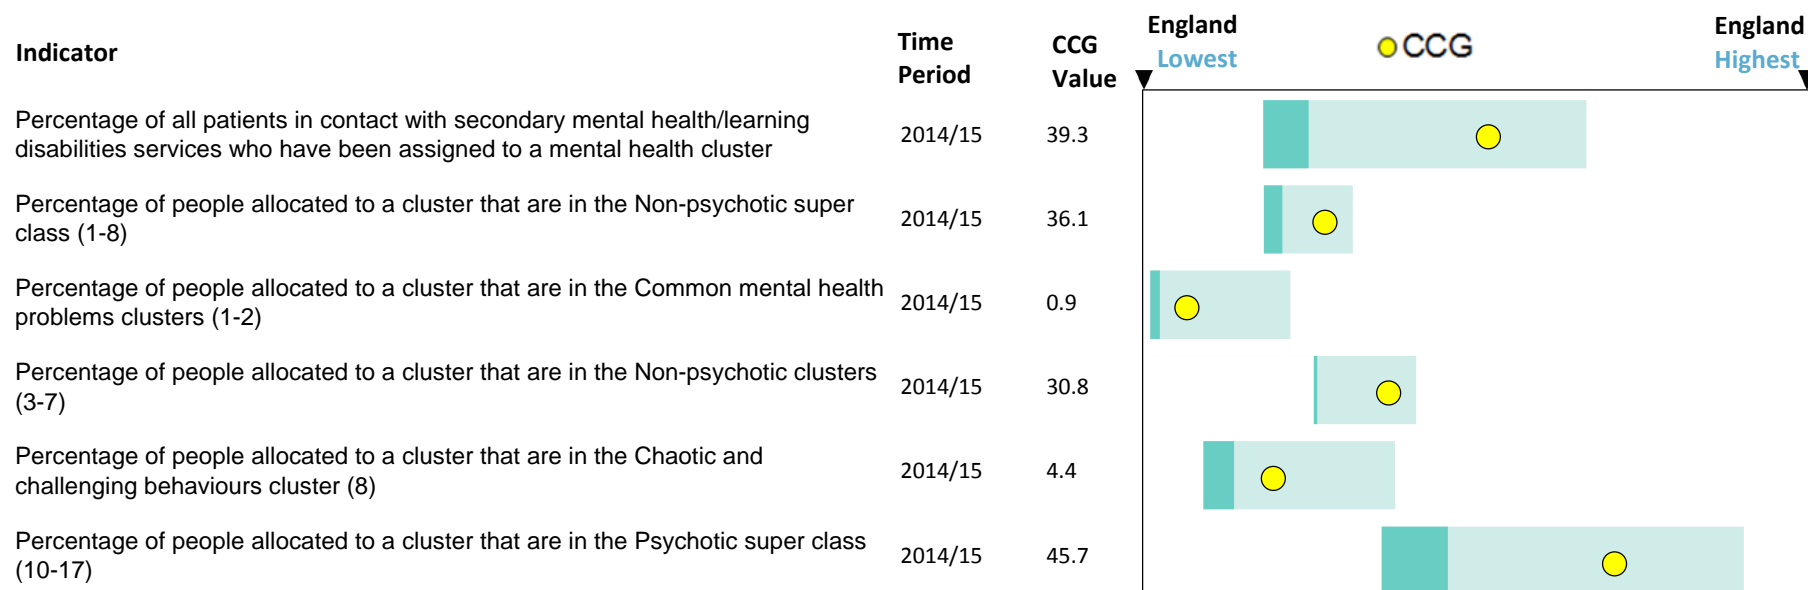 Indicator
Time Period
CCG Value
England Lowest
CCG
England Highest
Percentage of all patients in contact with secondary mental health/learning
disabilities services who have been assigned to a mental health cluster
2014/15
39.3
Percentage of people allocated to a cluster that are in the Non-psychotic super
class (1-8)
2014/15
36.1
Percentage of people allocated to a cluster that are in the Common mental health
problems clusters (1-2)
2014/15
0.9
Percentage of people allocated to a cluster that are in the Non-psychotic clusters
(3-7)
2014/15
30.8
Percentage of people allocated to a cluster that are in the Chaotic and
challenging behaviours cluster (8)
2014/15
4.4
Percentage of people allocated to a cluster that are in the Psychotic super class
(10-17)
2014/15
45.7